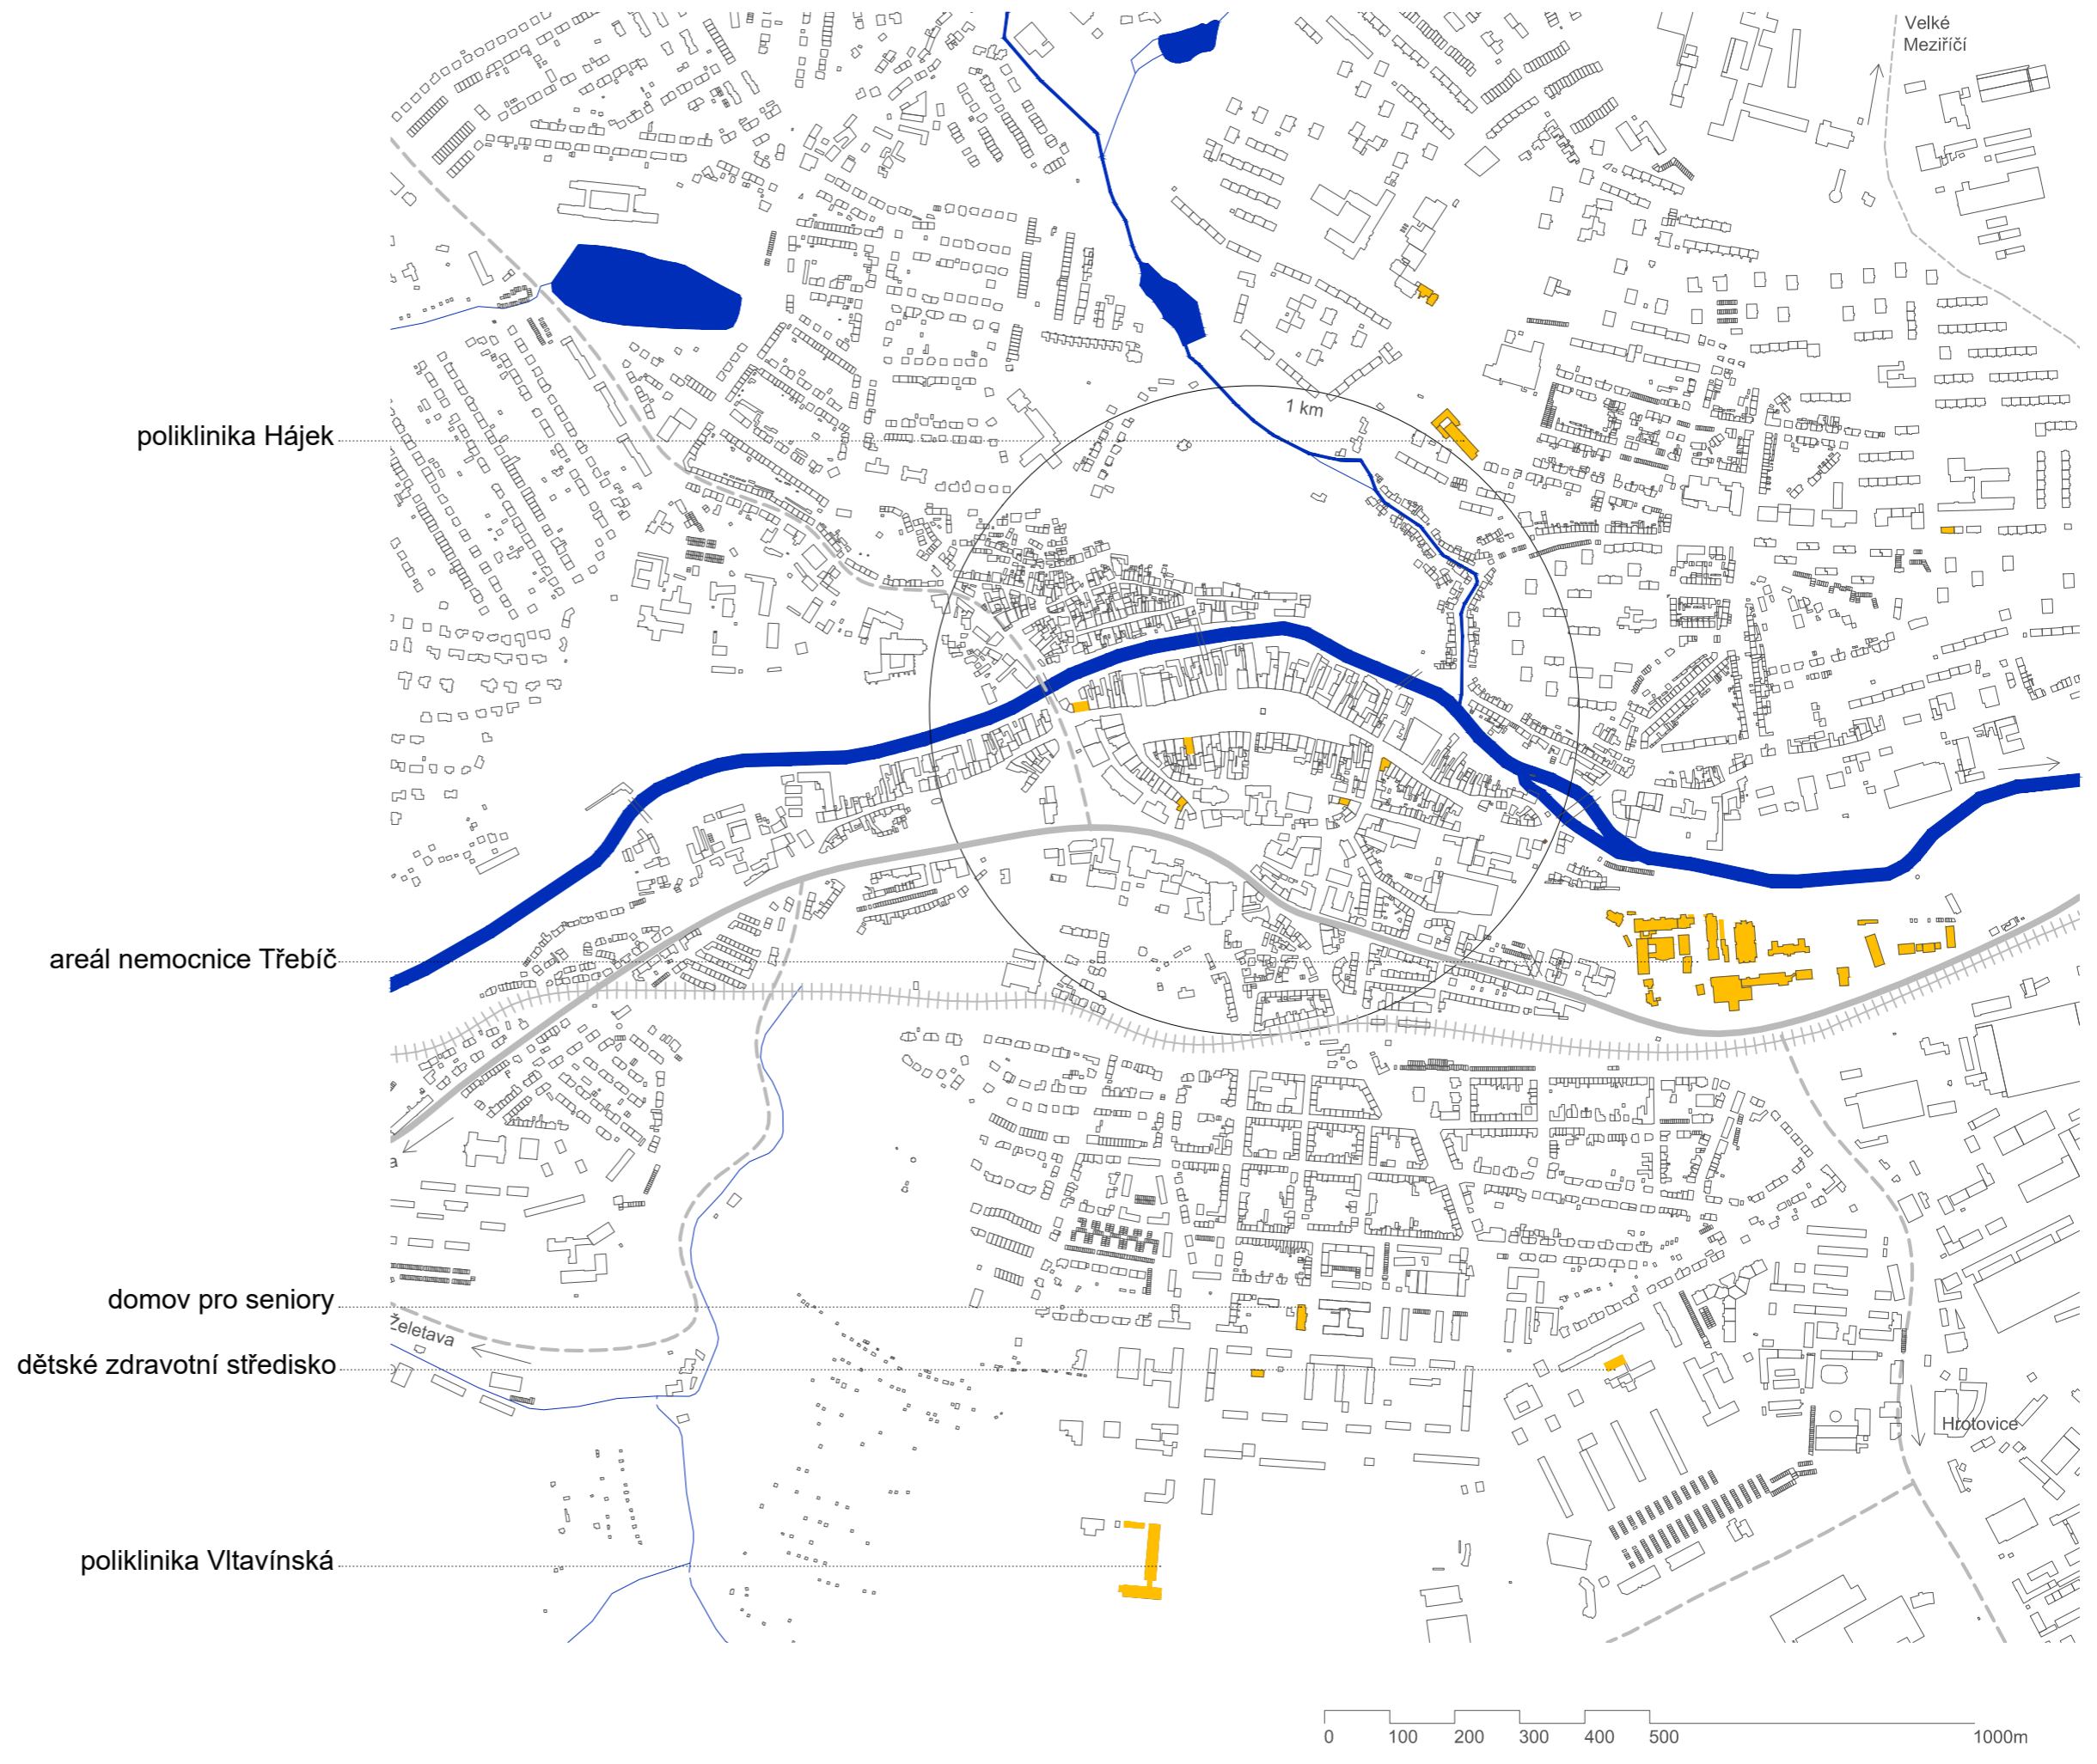 Velké
Meziříčí
1 km
poliklinika Hájek
areál nemocnice Třebíč
a
domov pro seniory
Želetava
dětské zdravotní středisko
Hrotovice
poliklinika Vltavínská
0 100 200 300 400 500 1000m